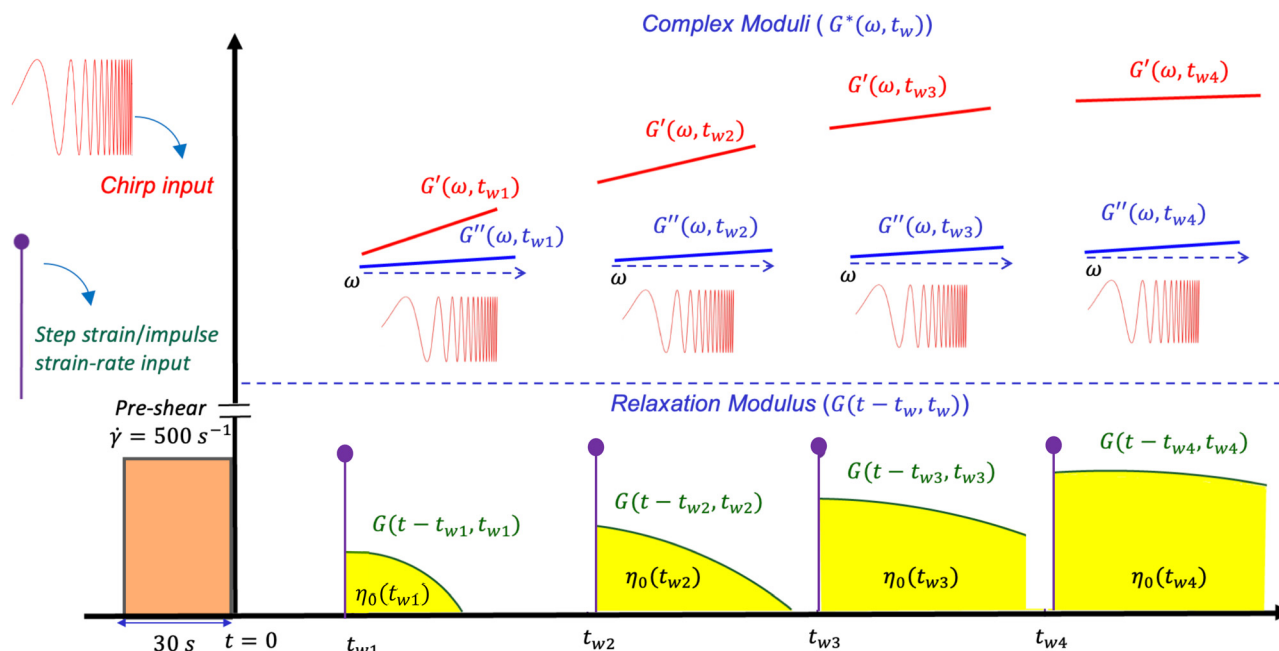 Complex Moduli ( G*(ω, t_w))
Chirp input
G′(ω, t_w1)
G′(ω, t_w2)
G′(ω, t_w3)
G′(ω, t_w4)
G′′(ω, t_w1)
G′′(ω, t_w2)
G′′(ω, t_w3)
G′′(ω, t_w4)
ω
ω
ω
ω
Step strain/impulse
strain-rate input
Pre-shear
γ̇ = 500 s⁻¹
Relaxation Modulus (G(t − t_w, t_w))
G(t − t_w1, t_w1)
G(t − t_w2, t_w2)
G(t − t_w3, t_w3)
G(t − t_w4, t_w4)
η₀(t_w1)
η₀(t_w2)
η₀(t_w3)
η₀(t_w4)
30 s
t = 0
t_w1
t_w2
t_w3
t_w4